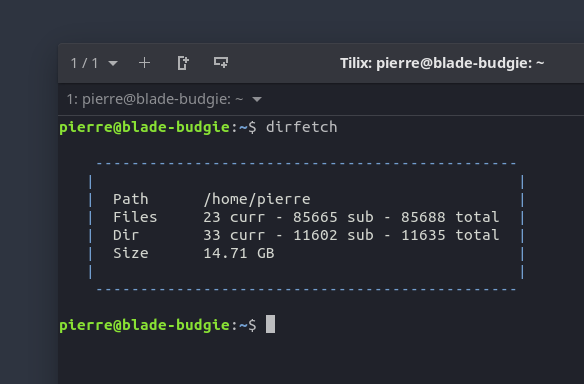 1 / 1
Tilix: pierre@blade-budgie: ~
1: pierre@blade-budgie: ~
pierre@blade-budgie:~$ dirfetch
-----------------------------------------------
|                                               |
|  Path      /home/pierre                       |
|  Files     23 curr - 85665 sub - 85688 total  |
|  Dir       33 curr - 11602 sub - 11635 total  |
|  Size      14.71 GB                           |
|                                               |
-----------------------------------------------
pierre@blade-budgie:~$